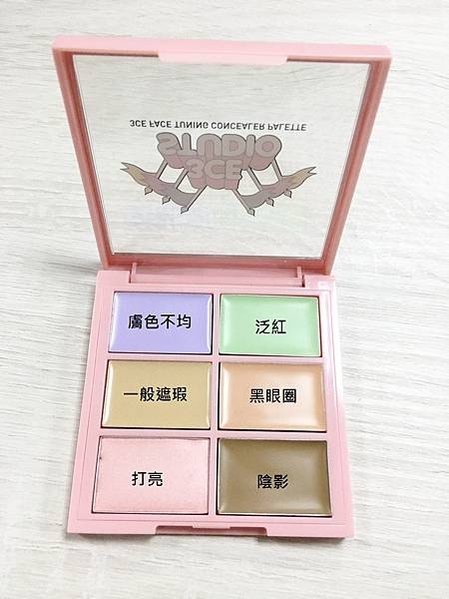 3CE FACE TUNING CONCEALER PALETTE
STUDIO
3CE
膚色不均
泛紅
一般遮瑕
黑眼圈
打亮
陰影